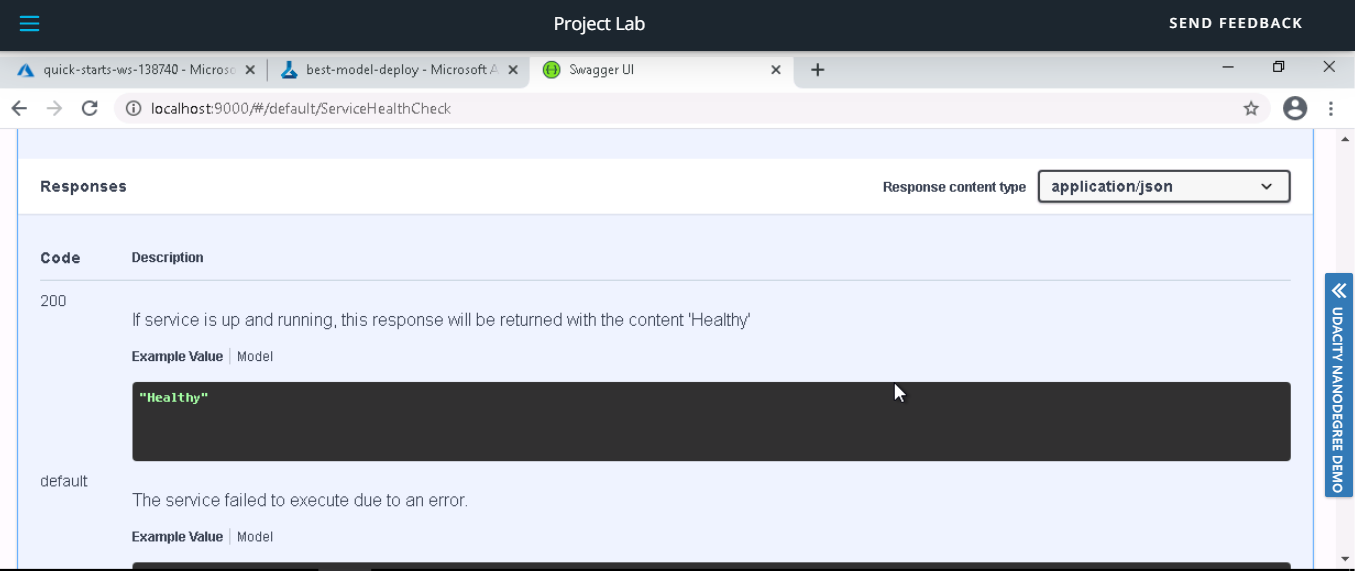 Project Lab
SEND FEEDBACK
quick-starts-ws-138740 - Microso
best-model-deploy - Microsoft A
Swagger UI
localhost:9000/#/default/ServiceHealthCheck
Responses
Response content type
application/json
Code
Description
200
If service is up and running, this response will be returned with the content 'Healthy'
Example Value
Model
"Healthy"
default
The service failed to execute due to an error.
Example Value
Model
UDACITY NANODEGREE DEMO